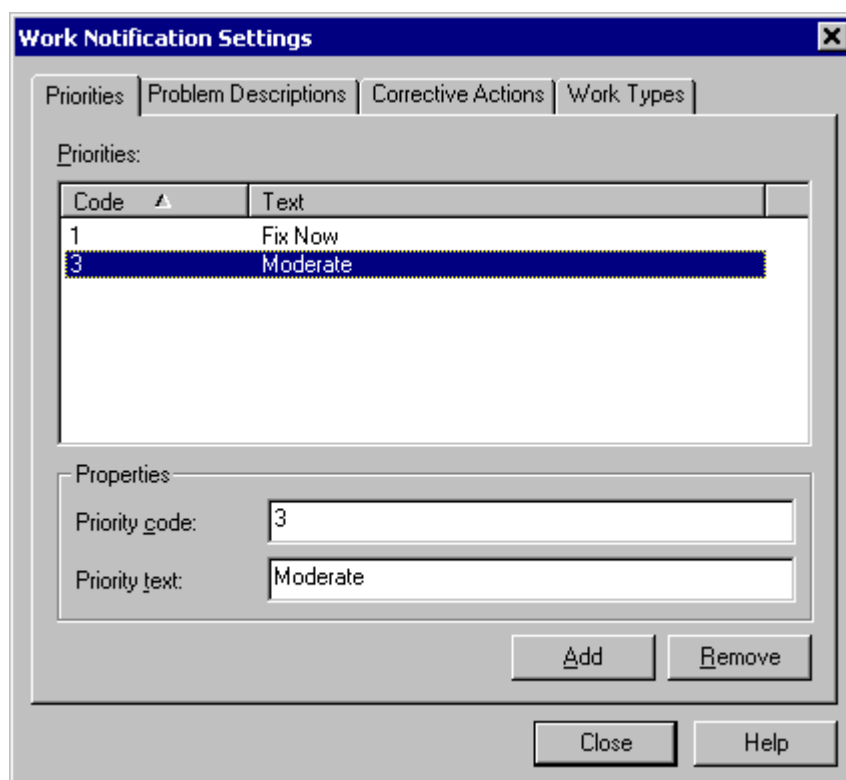 Work Notification Settings
Priorities Problem Descriptions Corrective Actions Work Types
Priorities:
Code Text
1 Fix Now
3 Moderate
Properties
Priority code: 3
Priority text: Moderate
Add Remove
Close Help